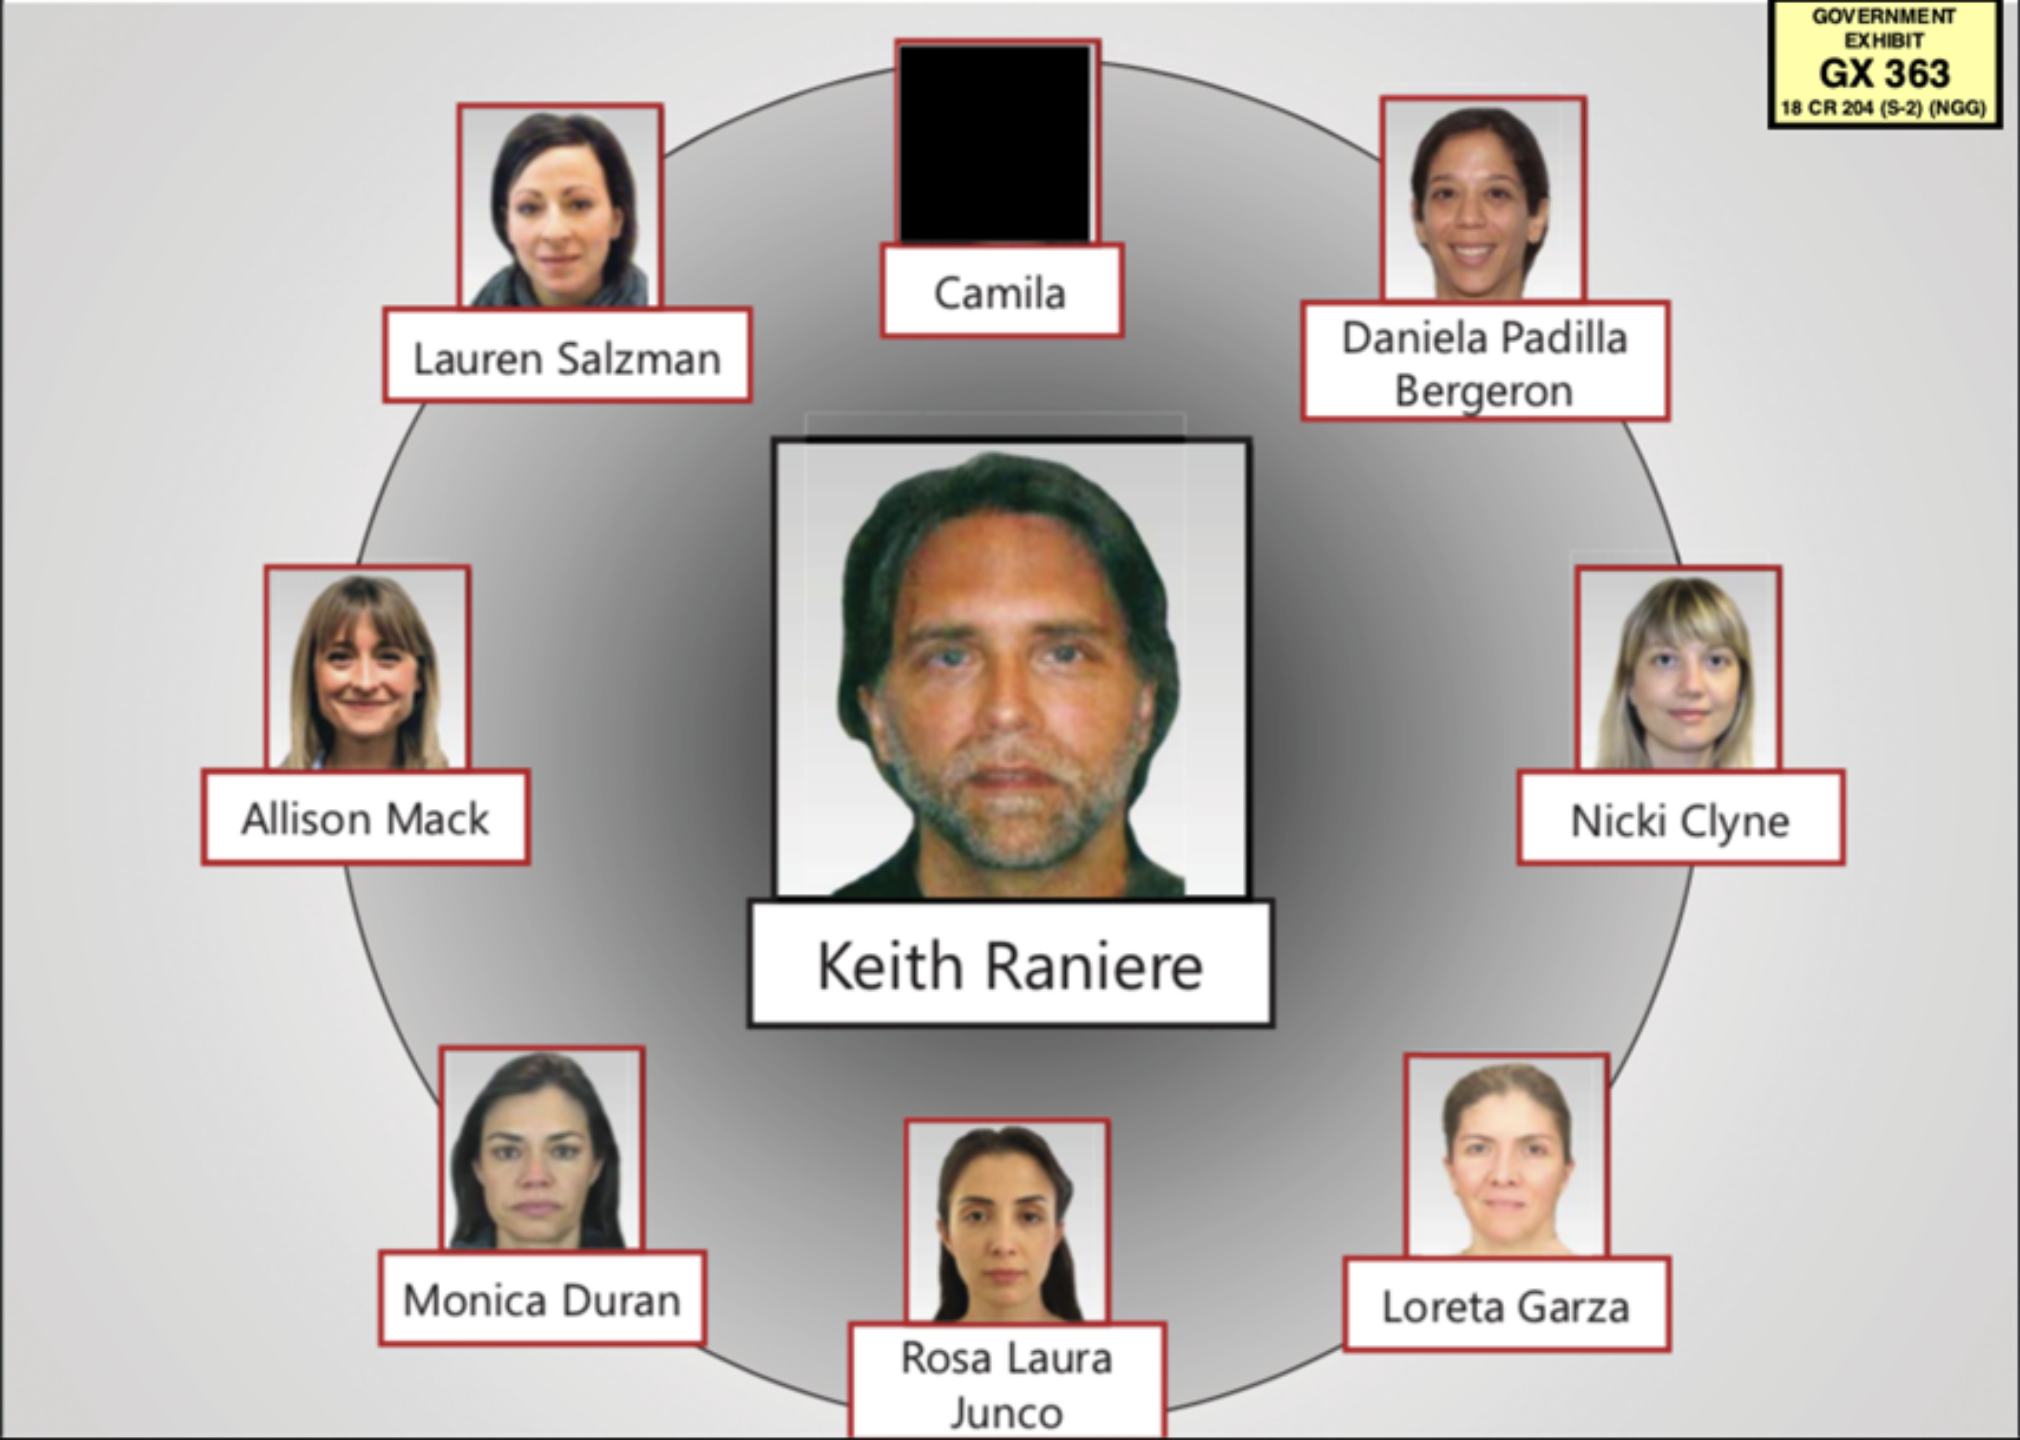 GOVERNMENT
EXHIBIT
GX 363
18 CR 204 (S-2) (NGG)
Camila
Lauren Salzman
Daniela Padilla
Bergeron
Allison Mack
Nicki Clyne
Keith Raniere
Monica Duran
Loreta Garza
Rosa Laura
Junco